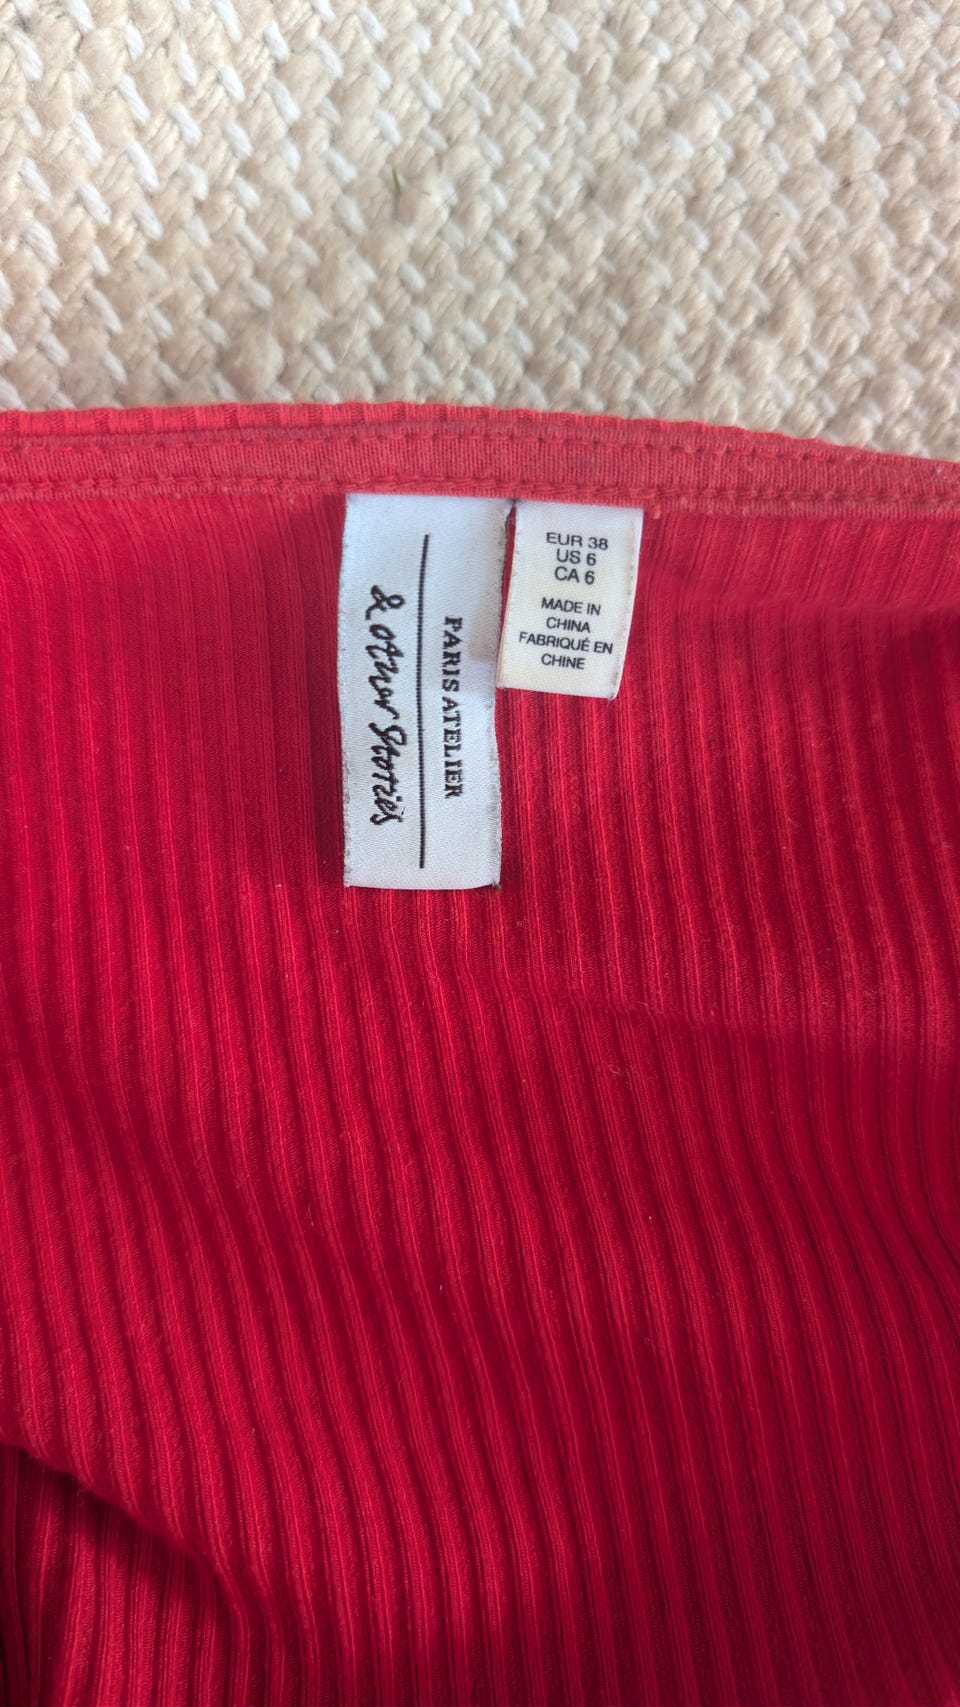 PARIS ATELIER
& other Stories
EUR 38
US 6
CA 6
MADE IN
CHINA
FABRIQUÉ EN
CHINE